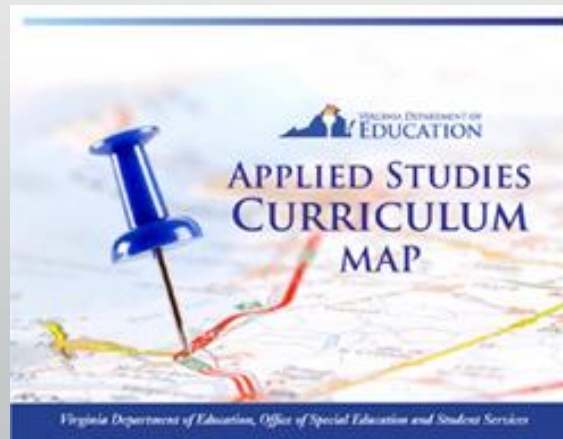 VIRGINIA DEPARTMENT OF
EDUCATION
APPLIED STUDIES
CURRICULUM
MAP
Virginia Department of Education, Office of Special Education and Student Services